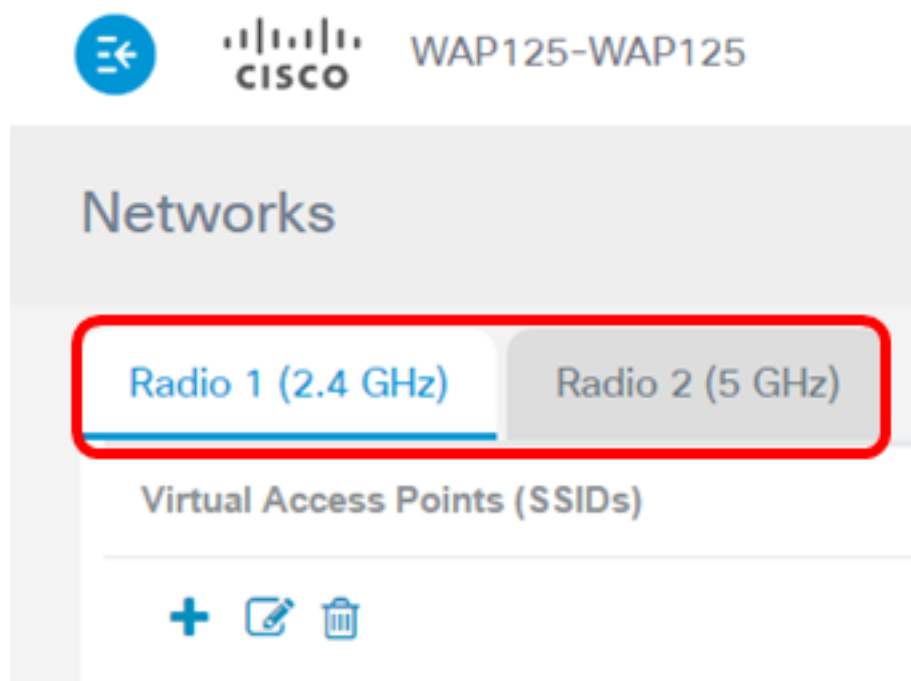 CISCO WAP125-WAP125
Networks
Radio 1 (2.4 GHz) Radio 2 (5 GHz)
Virtual Access Points (SSIDs)